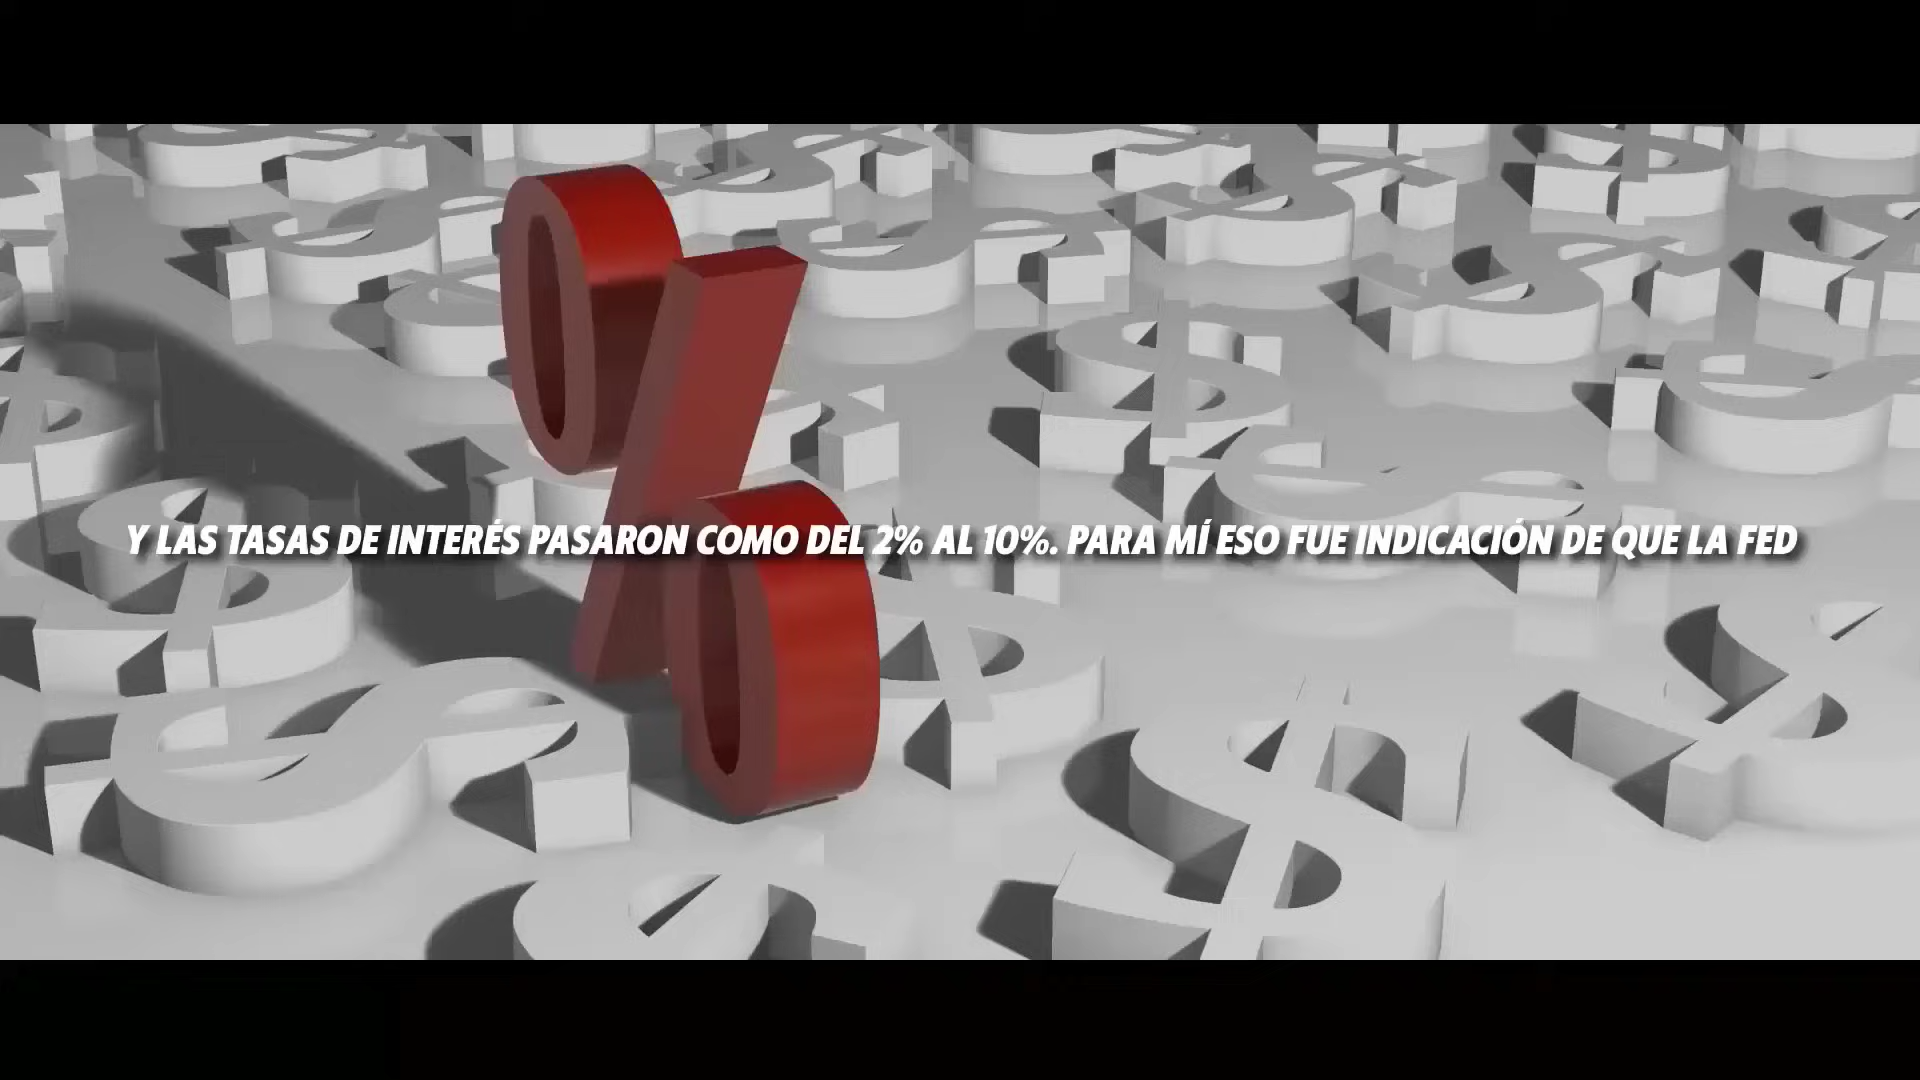 Y LAS TASAS DE INTERÉS PASARON COMO DEL 2% AL 10%. PARA MÍ ESO FUE INDICACIÓN DE QUE LA FED